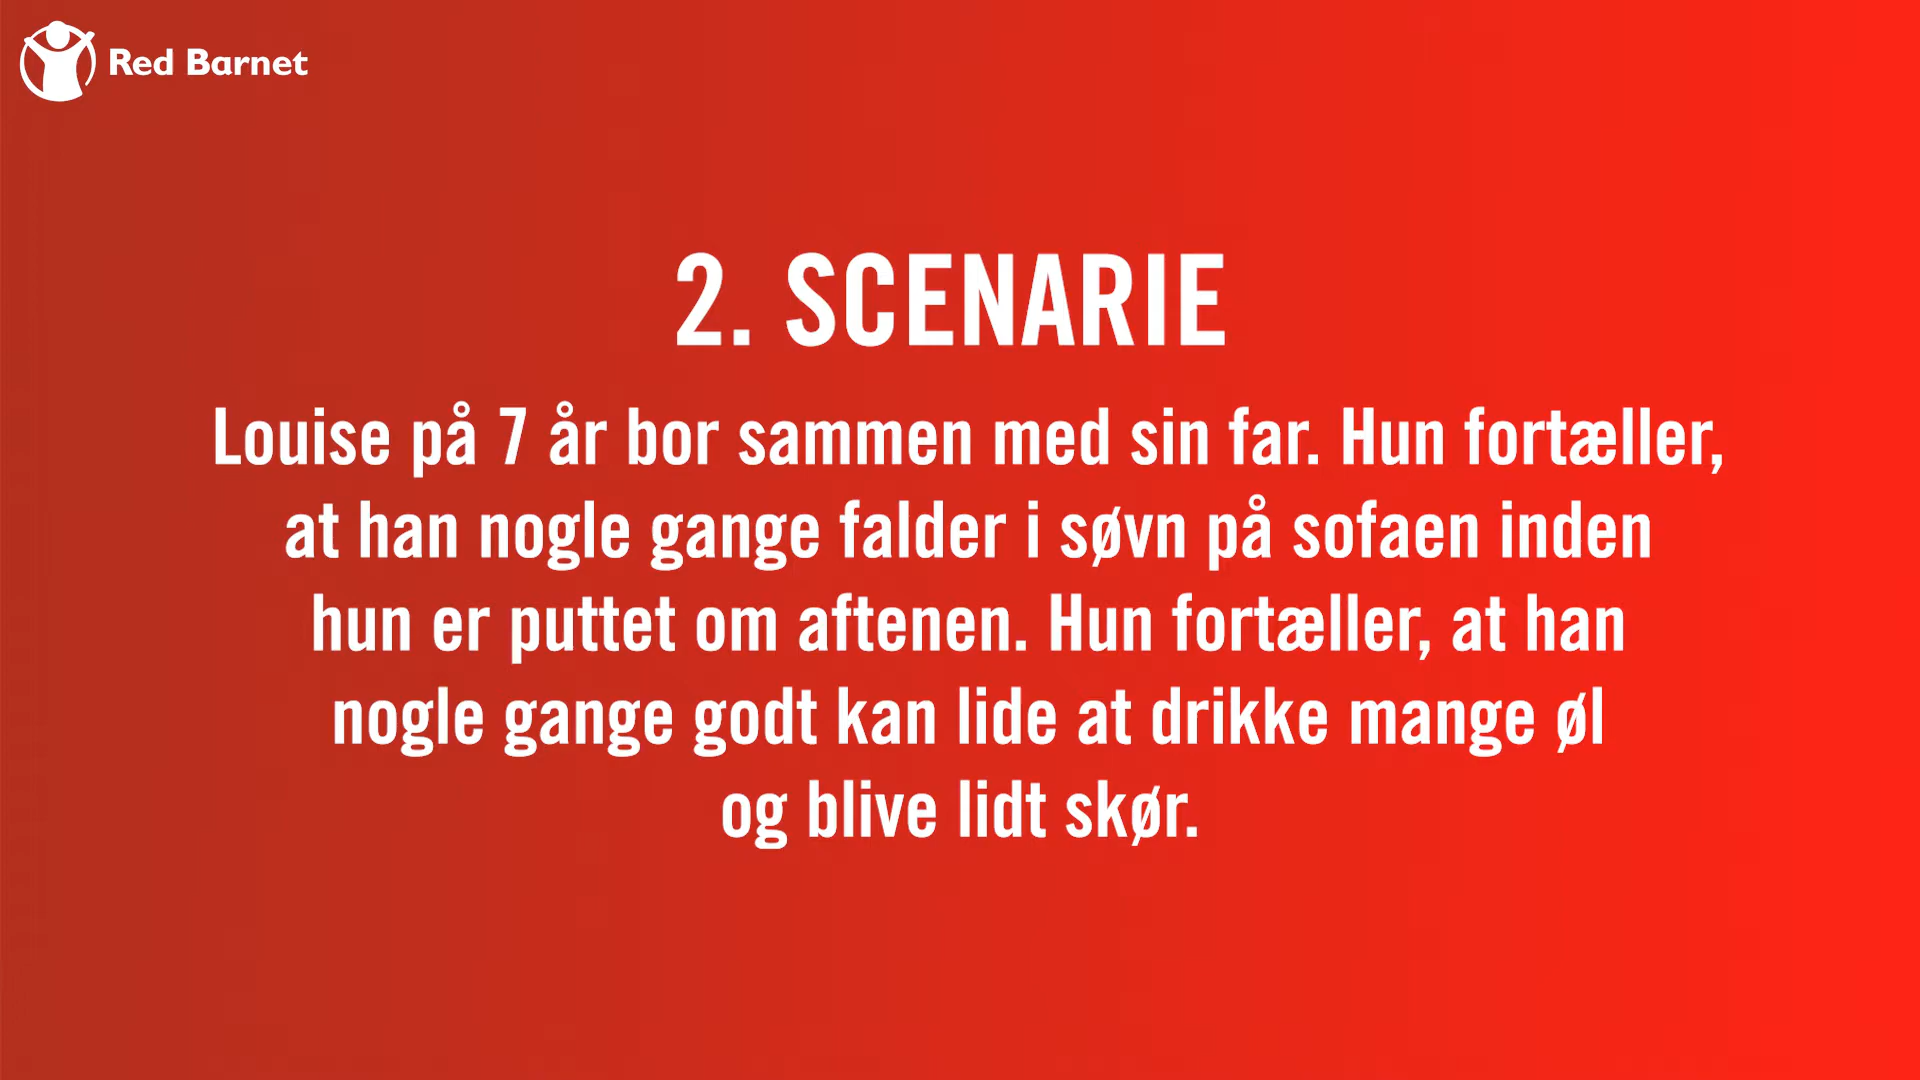 Red Barnet
2. SCENARIE
Louise på 7 år bor sammen med sin far. Hun fortæller,
at han nogle gange falder i søvn på sofaen inden
hun er puttet om aftenen. Hun fortæller, at han
nogle gange godt kan lide at drikke mange øl
og blive lidt skør.